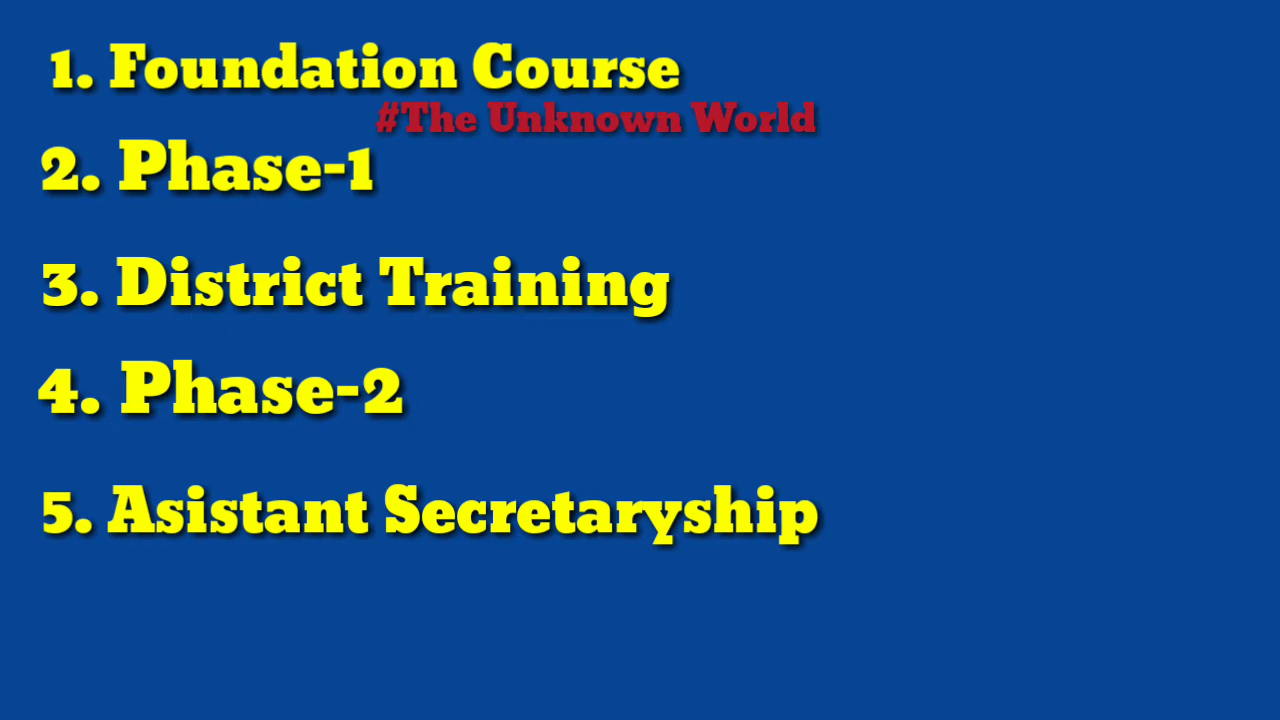 1. Foundation Course
#The Unknown World
2. Phase-1
3. District Training
4. Phase-2
5. Asistant Secretaryship